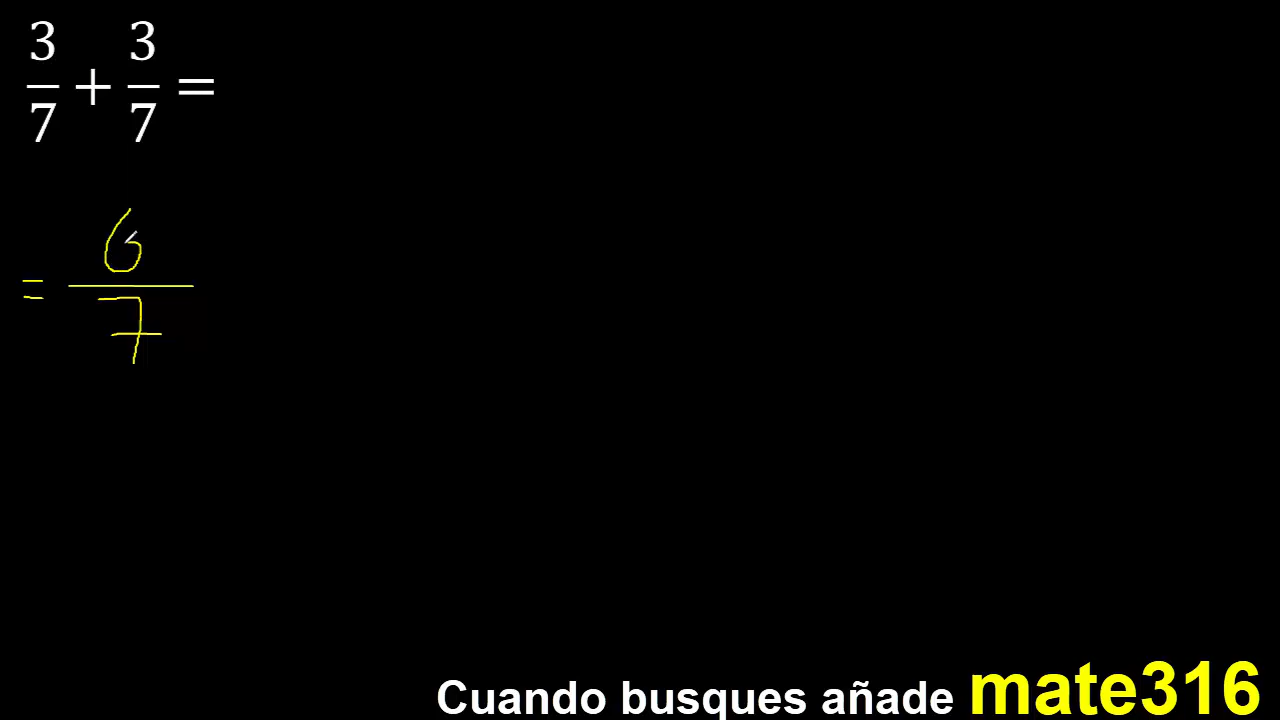 3/7 + 3/7 =
= 6/7
Cuando busques añade mate316